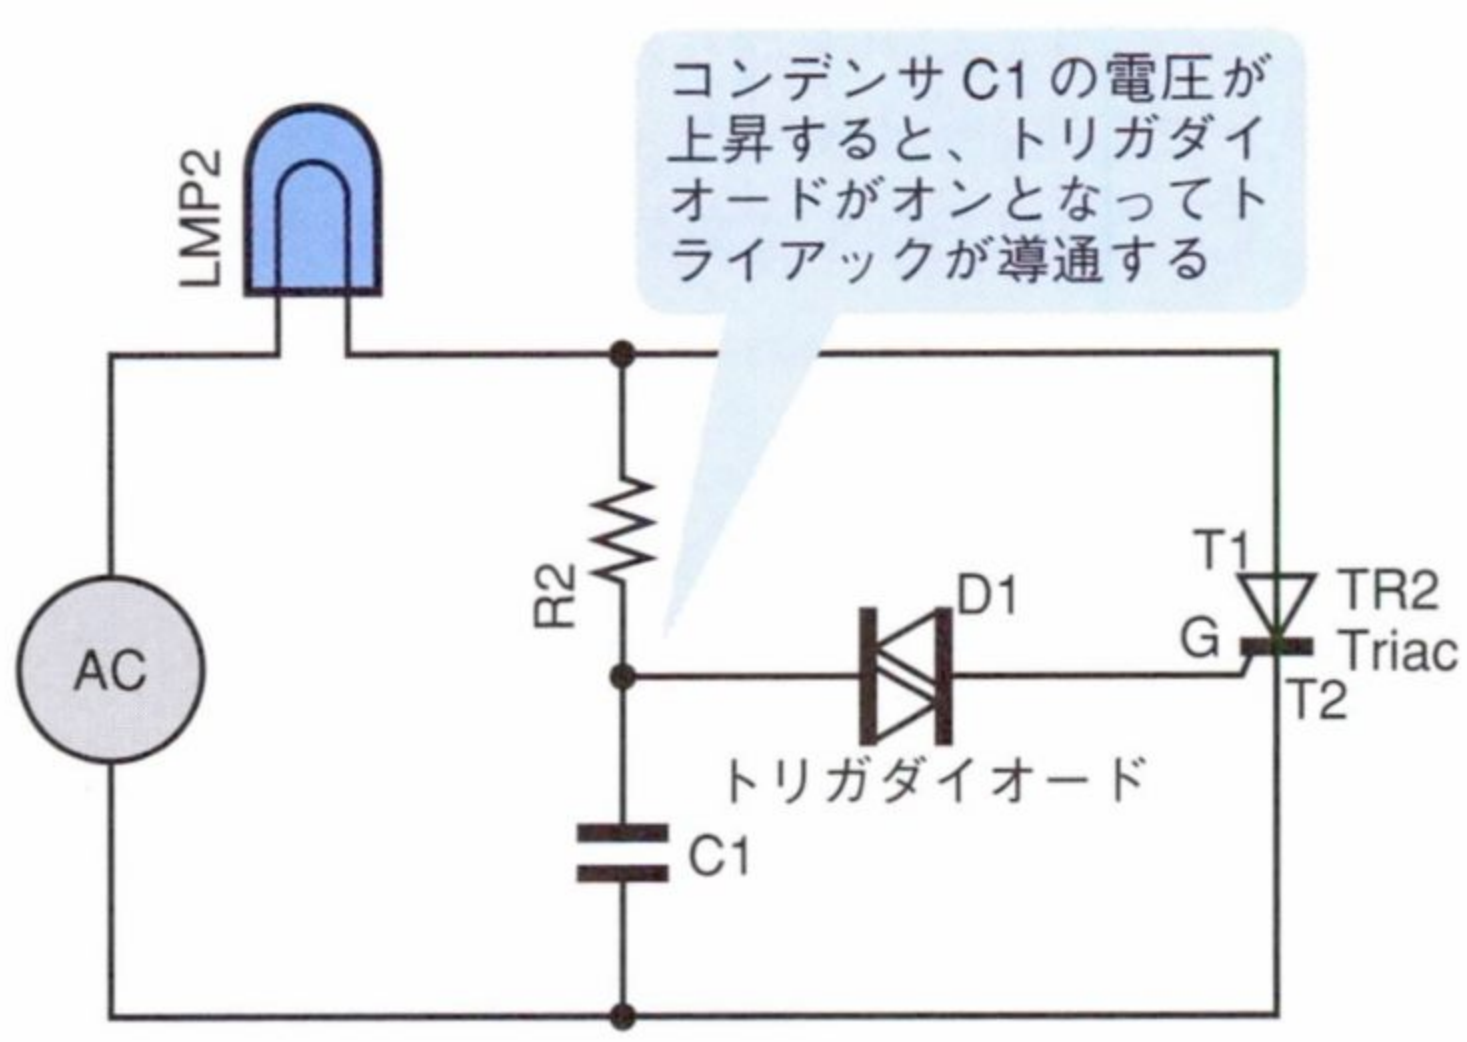 コンデンサ C1 の電圧が
上昇すると、トリガダイ
オードがオンとなってト
ライアックが導通する
LMP2
R2
AC
D1
T1
TR2
G
Triac
T2
トリガダイオード
C1